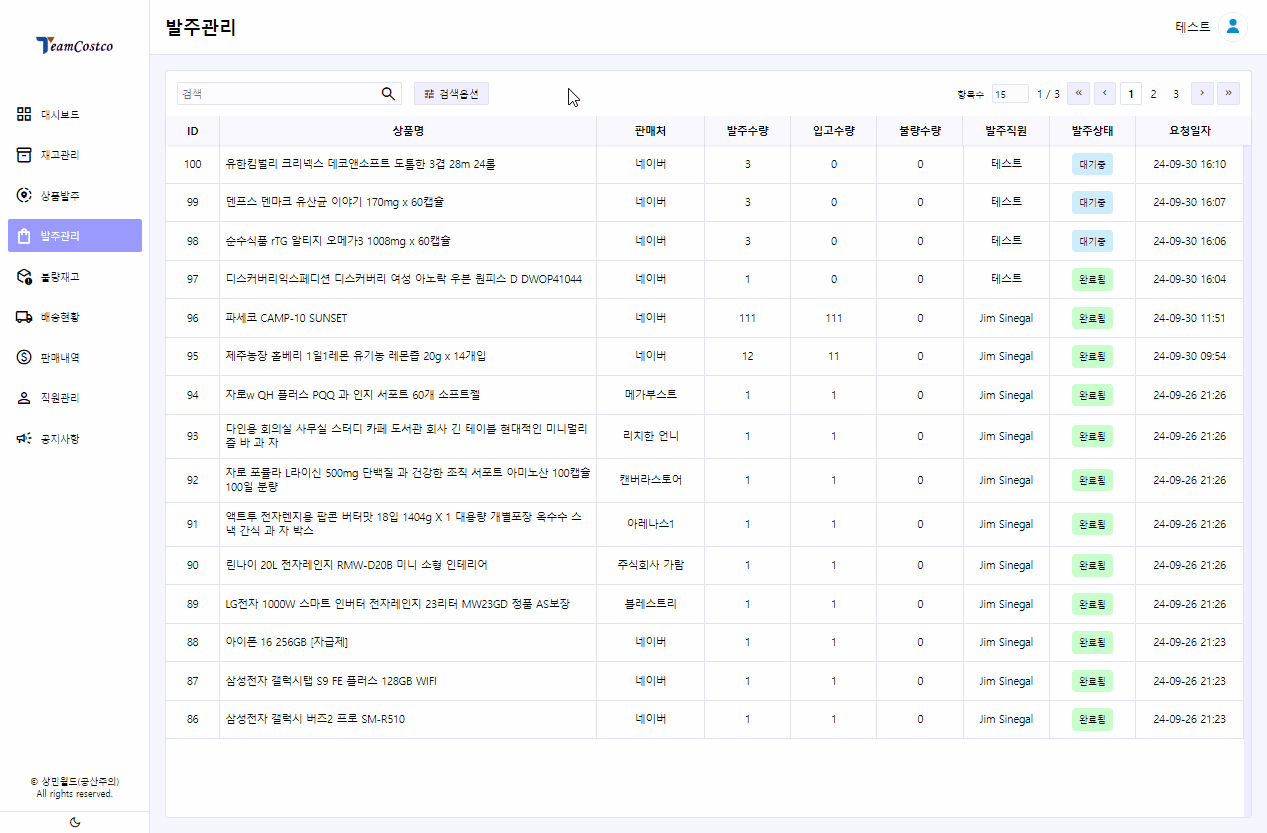 TeamCostco
발주관리
테스트
대시보드
재고관리
상품발주
발주관리
불량재고
배송현황
판매내역
직원관리
공지사항
검색
검색옵션
항목수 15 1 / 3 « ‹ 1 2 3 › »
ID 상품명 판매처 발주수량 입고수량 불량수량 발주직원 발주상태 요청일자
100 유한킴벌리 크리넥스 데코앤소프트 도톰한 3겹 28m 24롤 네이버 3 0 0 테스트 대기중 24-09-30 16:10
99 덴프스 덴마크 유산균 이야기 170mg x 60캡슐 네이버 3 0 0 테스트 대기중 24-09-30 16:07
98 순수식품 rTG 알티지 오메가3 1008mg x 60캡슐 네이버 3 0 0 테스트 대기중 24-09-30 16:06
97 디스커버리익스페디션 디스커버리 여성 아노락 우븐 원피스 D DWOP41044 네이버 1 0 0 테스트 완료됨 24-09-30 16:04
96 파세코 CAMP-10 SUNSET 네이버 111 111 0 Jim Sinegal 완료됨 24-09-30 11:51
95 제주농장 홈베리 1일1레몬 유기농 레몬즙 20g x 14개입 네이버 12 11 0 Jim Sinegal 완료됨 24-09-30 09:54
94 자로w QH 플러스 PQQ 과 인지 서포트 60개 소프트젤 메가부스트 1 1 0 Jim Sinegal 완료됨 24-09-26 21:26
93 다인용 회의실 사무실 스터디 카페 도서관 회사 긴 테이블 현대적인 미니멀리
즘 바 과 자 리치한 언니 1 1 0 Jim Sinegal 완료됨 24-09-26 21:26
92 자로 포뮬라 L라이신 500mg 단백질 과 건강한 조직 서포트 아미노산 100캡슐
100일 분량 캔버라스토어 1 1 0 Jim Sinegal 완료됨 24-09-26 21:26
91 액트투 전자렌지용 팝콘 버터맛 18입 1404g X 1 대용량 개별포장 옥수수 스
낵 간식 과 자 박스 아레나스1 1 1 0 Jim Sinegal 완료됨 24-09-26 21:26
90 린나이 20L 전자레인지 RMW-D20B 미니 소형 인테리어 주식회사 가람 1 1 0 Jim Sinegal 완료됨 24-09-26 21:26
89 LG전자 1000W 스마트 인버터 전자레인지 23리터 MW23GD 정품 AS보장 블레스트리 1 1 0 Jim Sinegal 완료됨 24-09-26 21:26
88 아이폰 16 256GB [자급제] 네이버 1 1 0 Jim Sinegal 완료됨 24-09-26 21:23
87 삼성전자 갤럭시탭 S9 FE 플러스 128GB WIFI 네이버 1 1 0 Jim Sinegal 완료됨 24-09-26 21:23
86 삼성전자 갤럭시 버즈2 프로 SM-R510 네이버 1 1 0 Jim Sinegal 완료됨 24-09-26 21:23
© 상민월드(공산주의)
All rights reserved.